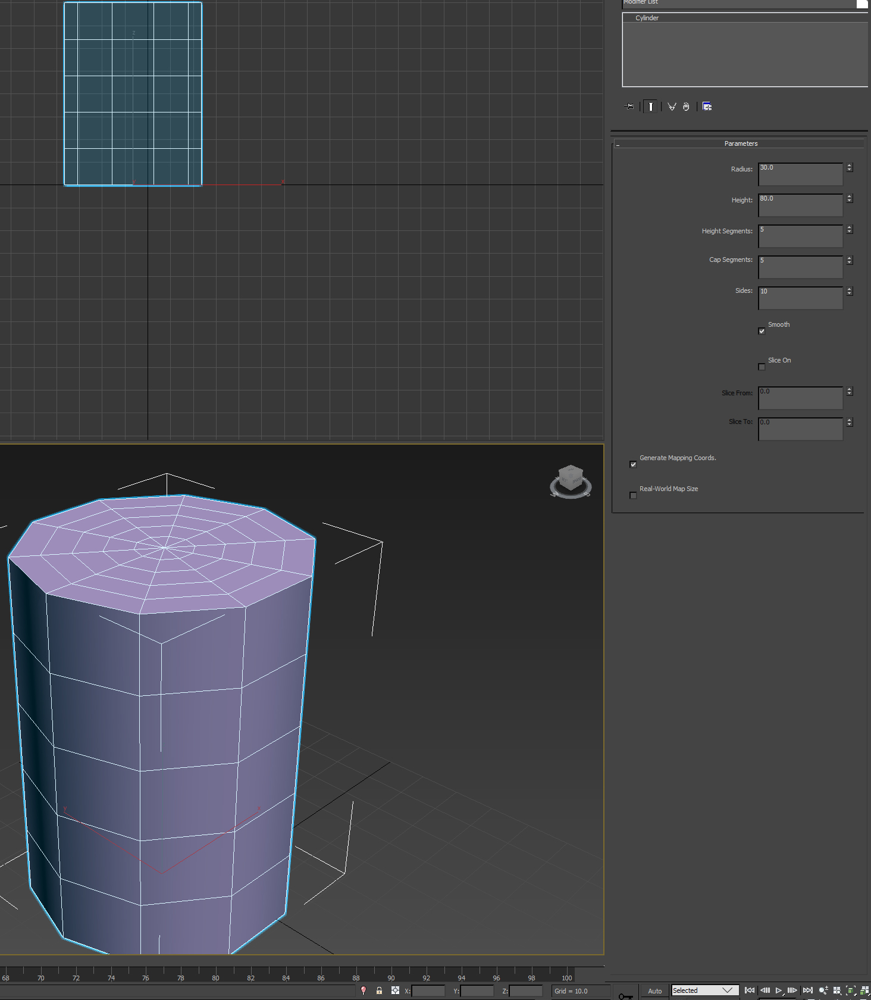 Modifier List
Cylinder
z
x
Parameters
Radius: 30.0
Height: 80.0
Height Segments: 5
Cap Segments: 5
Sides: 10
Smooth
Slice On
Slice From: 0.0
Slice To: 0.0
Generate Mapping Coords.
Real-World Map Size
68 70 72 74 76 78 80 82 84 86 88 90 92 94 96 98 100
X: Y: Z: Grid = 10.0
Auto Selected